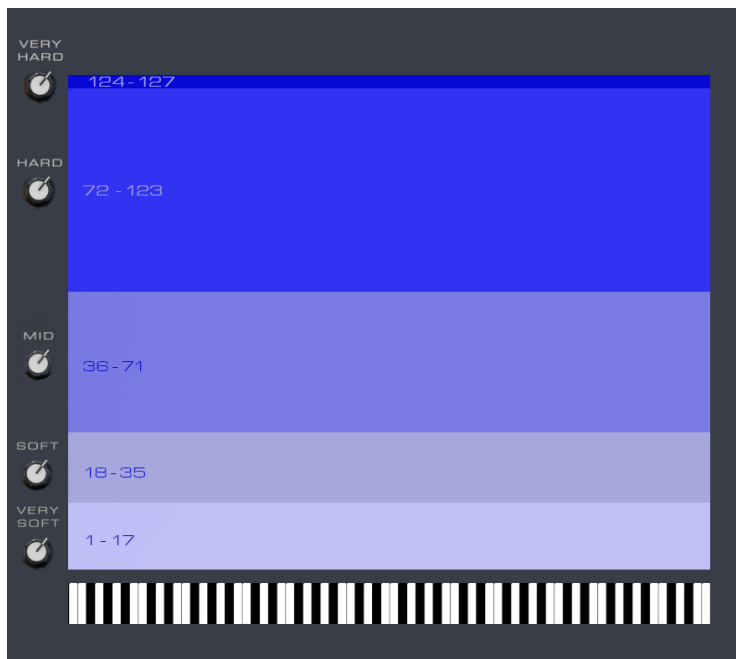 VERY
HARD
124-127
HARD
72 - 123
MID
36-71
SOFT
18-35
VERY
SOFT
1 - 17